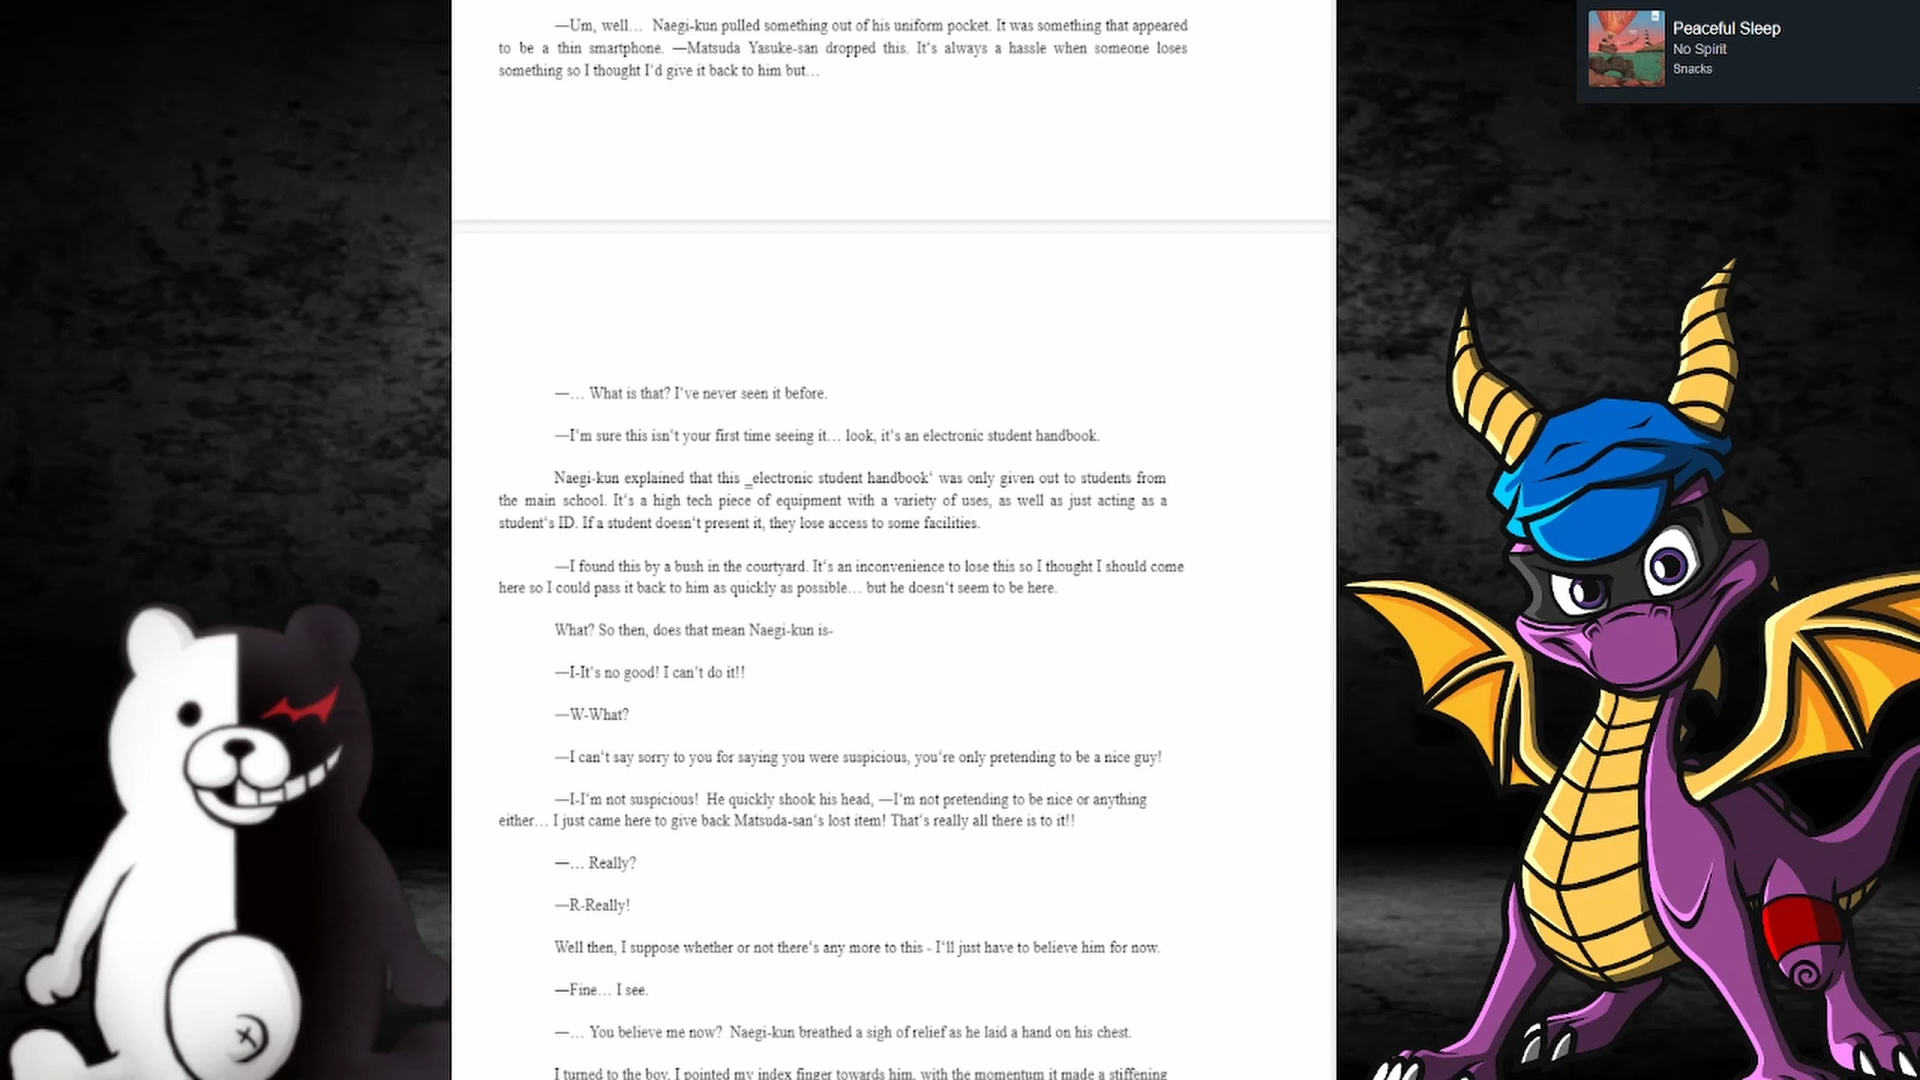 —Um, well… Naegi-kun pulled something out of his uniform pocket. It was something that appeared
to be a thin smartphone. —Matsuda Yasuke-san dropped this. It‘s always a hassle when someone loses
something so I thought I‘d give it back to him but…
Peaceful Sleep
No Spirit
Snacks
—… What is that? I‘ve never seen it before.
—I‘m sure this isn‘t your first time seeing it… look, it‘s an electronic student handbook.
Naegi-kun explained that this _electronic student handbook‘ was only given out to students from
the main school. It‘s a high tech piece of equipment with a variety of uses, as well as just acting as a
student‘s ID. If a student doesn‘t present it, they lose access to some facilities.
—I found this by a bush in the courtyard. It‘s an inconvenience to lose this so I thought I should come
here so I could pass it back to him as quickly as possible… but he doesn‘t seem to be here.
What? So then, does that mean Naegi-kun is-
—I-It‘s no good! I can‘t do it!!
—W-What?
—I can‘t say sorry to you for saying you were suspicious, you‘re only pretending to be a nice guy!
—I-I‘m not suspicious! He quickly shook his head, —I‘m not pretending to be nice or anything
either… I just came here to give back Matsuda-san‘s lost item! That‘s really all there is to it!!
—… Really?
—R-Really!
Well then, I suppose whether or not there‘s any more to this - I‘ll just have to believe him for now.
—Fine… I see.
—… You believe me now? Naegi-kun breathed a sigh of relief as he laid a hand on his chest.
I turned to the boy. I pointed my index finger towards him, with the momentum it made a stiffening